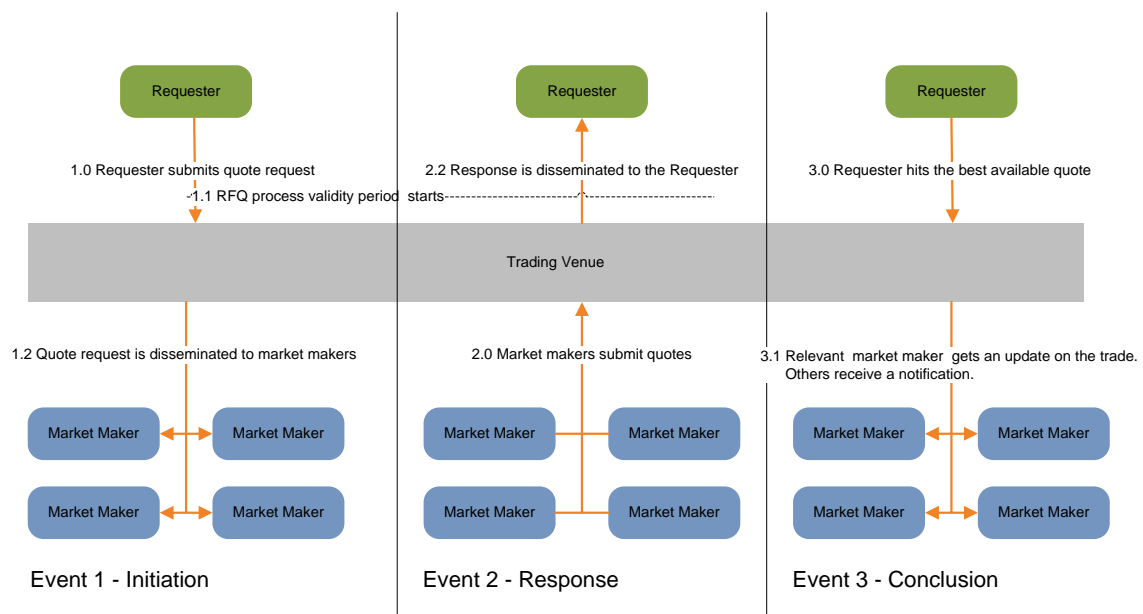 Requester
Requester
Requester
1.0 Requester submits quote request
2.2 Response is disseminated to the Requester
3.0 Requester hits the best available quote
1.1 RFQ process validity period starts
Trading Venue
1.2 Quote request is disseminated to market makers
2.0 Market makers submit quotes
3.1 Relevant market maker gets an update on the trade.
Others receive a notification.
Market Maker
Market Maker
Market Maker
Market Maker
Market Maker
Market Maker
Market Maker
Market Maker
Market Maker
Market Maker
Market Maker
Market Maker
Event 1 - Initiation
Event 2 - Response
Event 3 - Conclusion